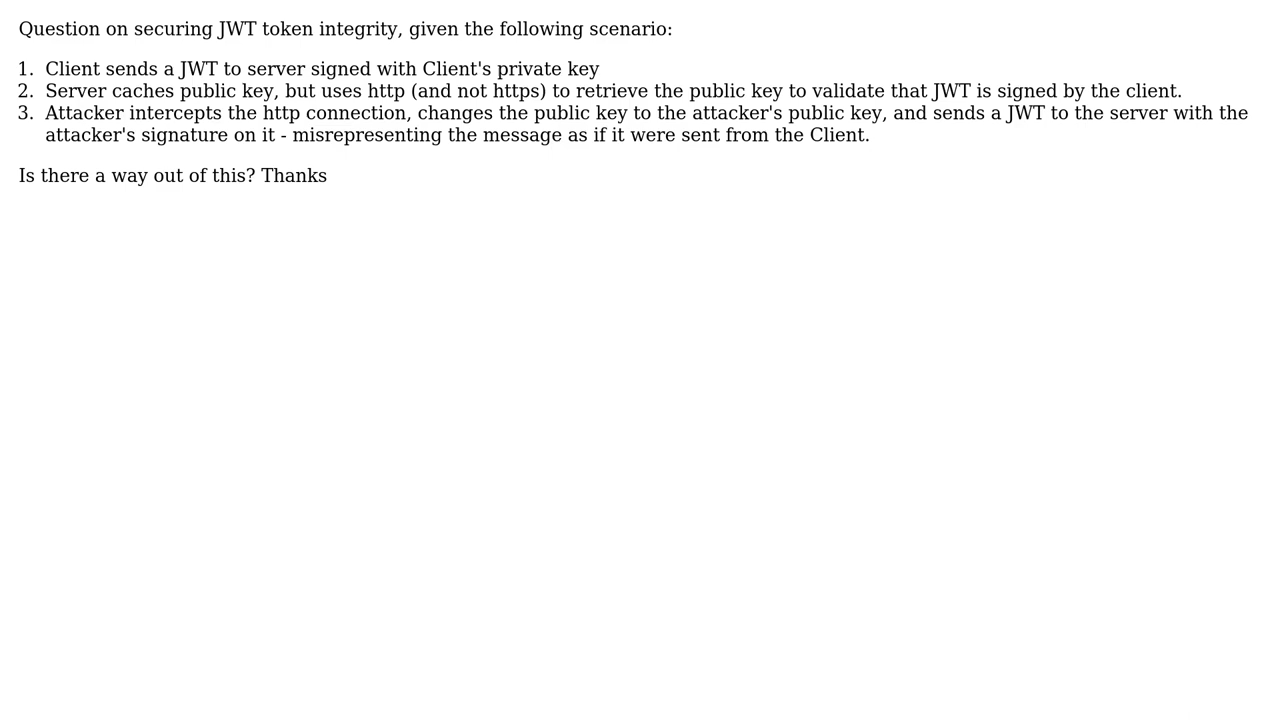 Question on securing JWT token integrity, given the following scenario:
1. Client sends a JWT to server signed with Client's private key
2. Server caches public key, but uses http (and not https) to retrieve the public key to validate that JWT is signed by the client.
3. Attacker intercepts the http connection, changes the public key to the attacker's public key, and sends a JWT to the server with the
attacker's signature on it - misrepresenting the message as if it were sent from the Client.
Is there a way out of this? Thanks